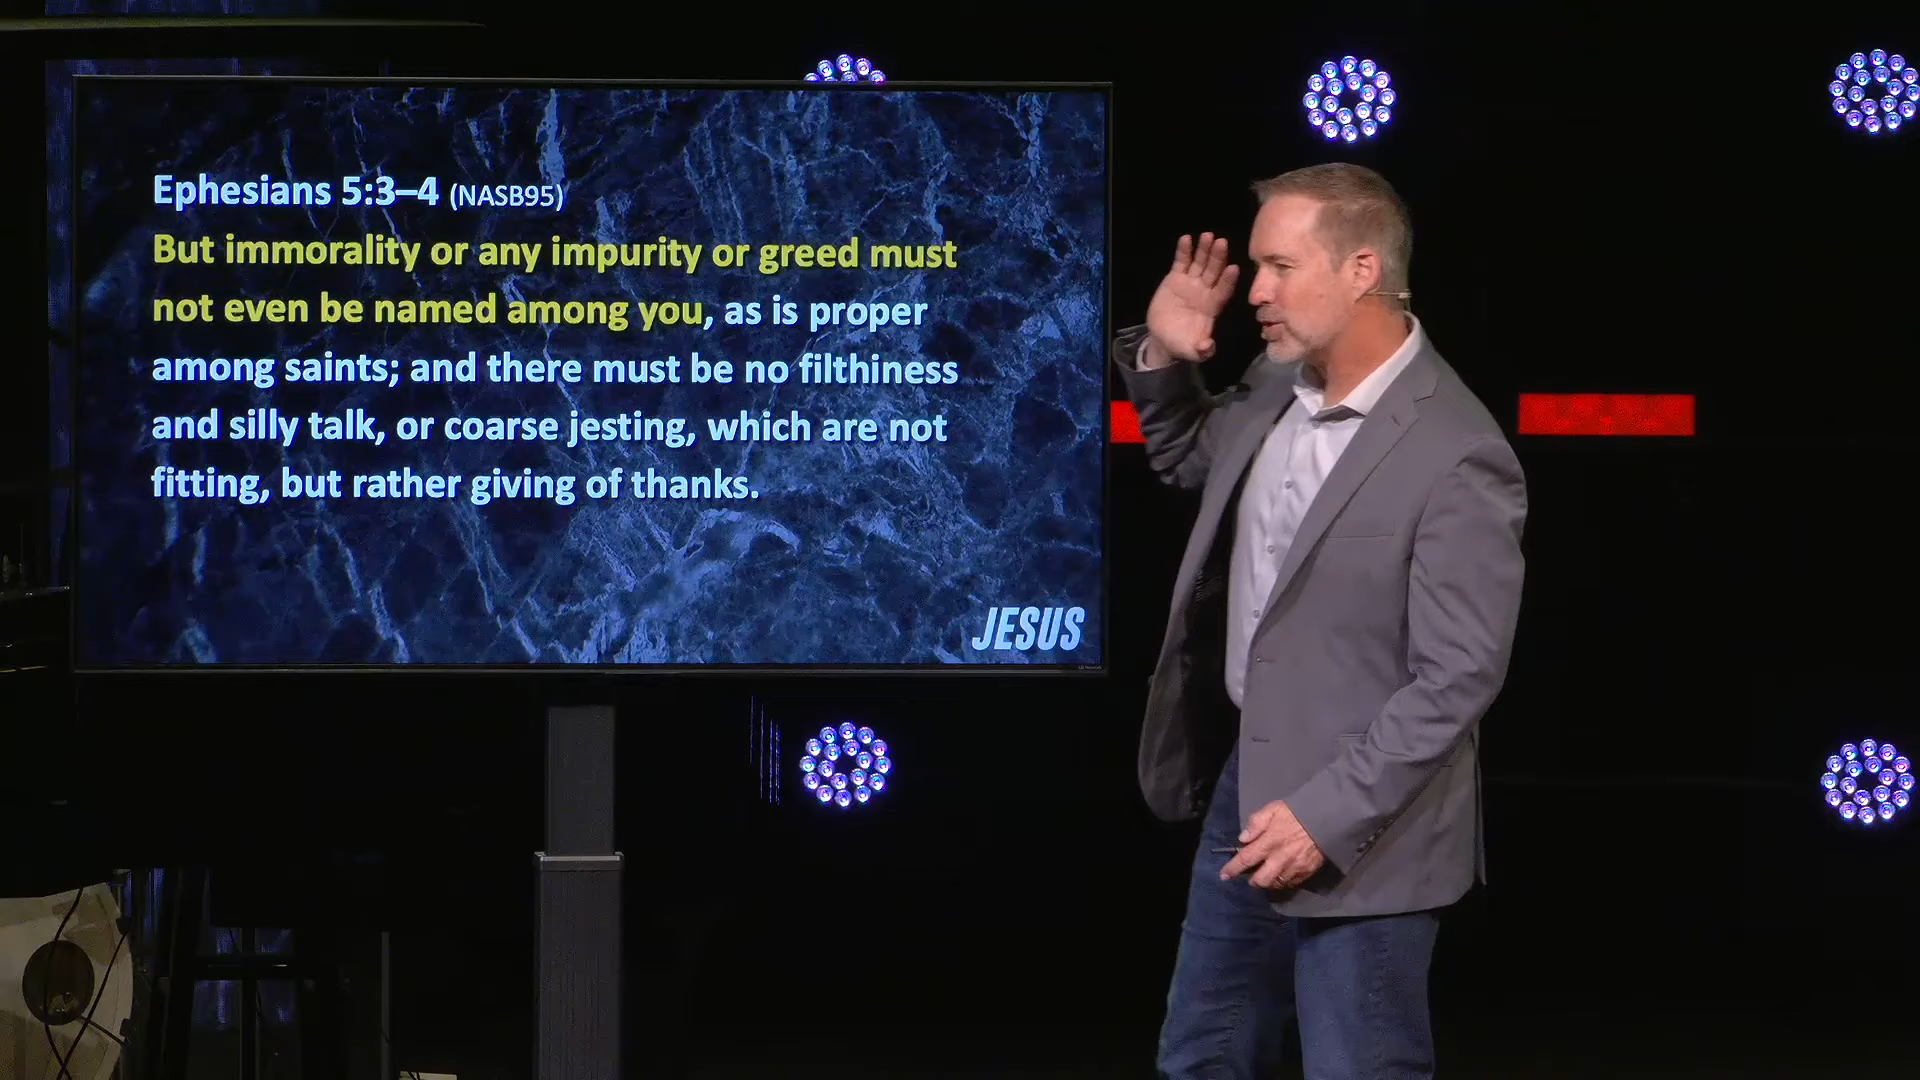 Ephesians 5:3–4 (NASB95)
But immorality or any impurity or greed must
not even be named among you, as is proper
among saints; and there must be no filthiness
and silly talk, or coarse jesting, which are not
fitting, but rather giving of thanks.
JESUS